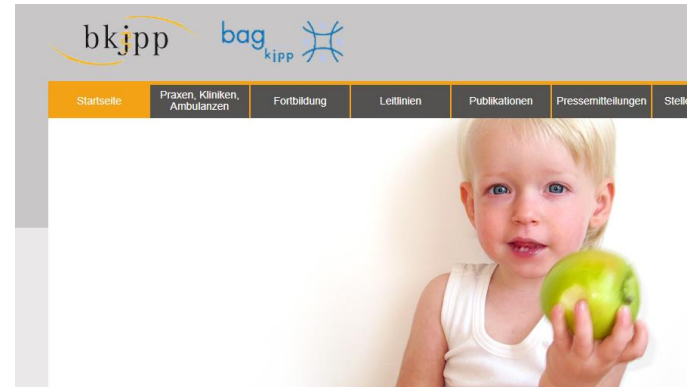 bkjpp
bag
kjpp
Startseite
Praxen, Kliniken,
Ambulanzen
Fortbildung
Leitlinien
Publikationen
Pressemitteilungen